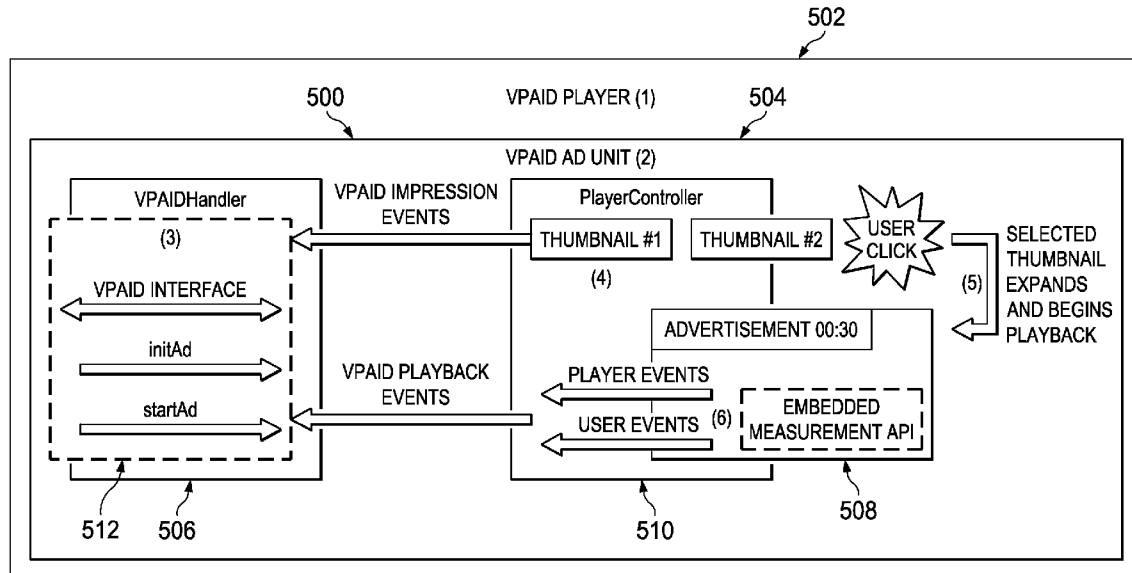 502
VPAID PLAYER (1)
500
504
VPAID AD UNIT (2)
VPAIDHandler
(3)
VPAID INTERFACE
initAd
startAd
VPAID IMPRESSION
EVENTS
VPAID PLAYBACK
EVENTS
PlayerController
THUMBNAIL #1
(4)
THUMBNAIL #2
USER
CLICK
(5)
SELECTED
THUMBNAIL
EXPANDS
AND BEGINS
PLAYBACK
ADVERTISEMENT 00:30
PLAYER EVENTS
USER EVENTS
(6)
EMBEDDED
MEASUREMENT API
512
506
510
508